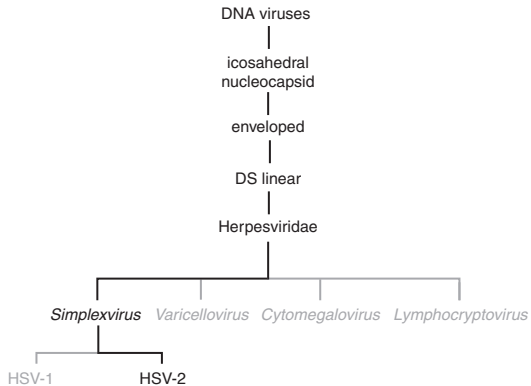 DNA viruses
icosahedral
nucleocapsid
enveloped
DS linear
Herpesviridae
Simplexvirus Varicellovirus Cytomegalovirus Lymphocryptovirus
HSV-1 HSV-2